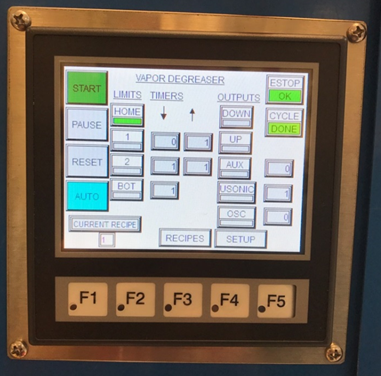 VAPOR DEGREASER
START
LIMITS TIMERS OUTPUTS
ESTOP
OK
HOME
DOWN
CYCLE
DONE
PAUSE
1 0 1 UP
RESET
2 1 1 AUX 0
AUTO
BOT 1 USONIC 1
OSC 0
CURRENT RECIPE
1
RECIPES SETUP
F1 F2 F3 F4 F5